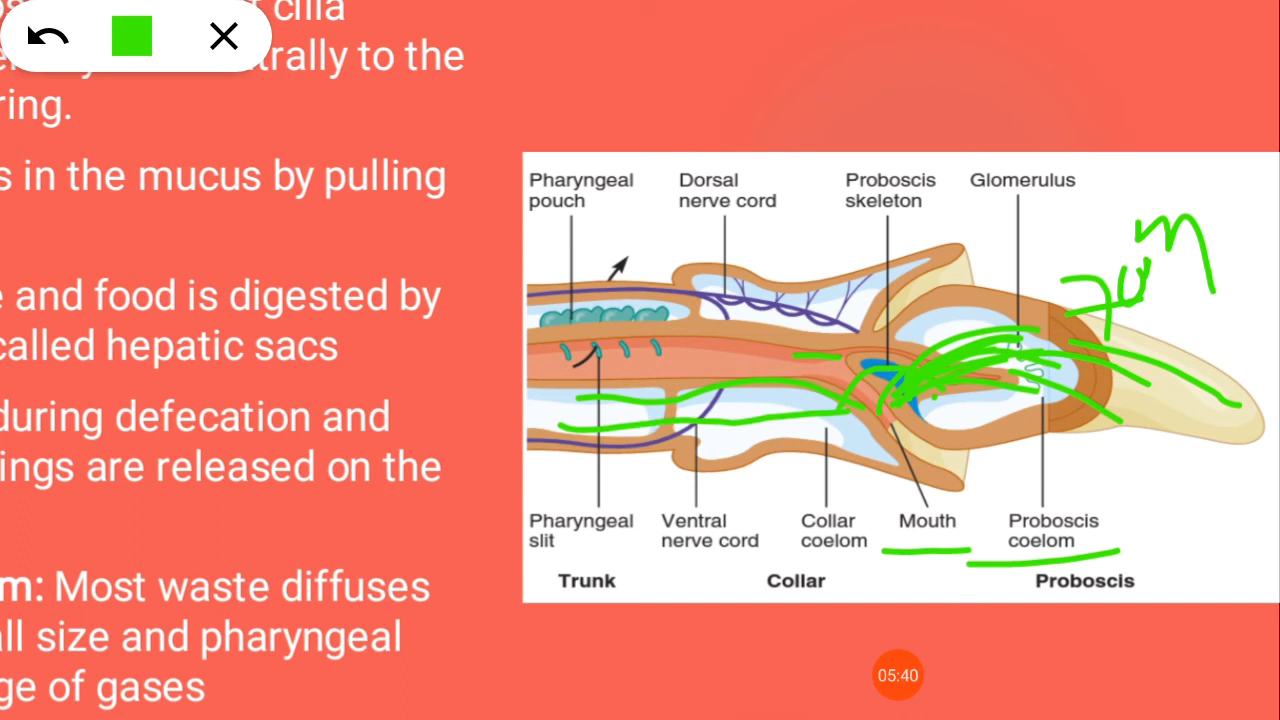 cilia
trally to the
ring.
s in the mucus by pulling
e and food is digested by
called hepatic sacs
during defecation and
ings are released on the
m: Most waste diffuses
all size and pharyngeal
ge of gases
Pharyngeal
pouch
Dorsal
nerve cord
Proboscis
skeleton
Glomerulus
Pharyngeal
slit
Ventral
nerve cord
Collar
coelom
Mouth
Proboscis
coelom
Trunk
Collar
Proboscis
05:40